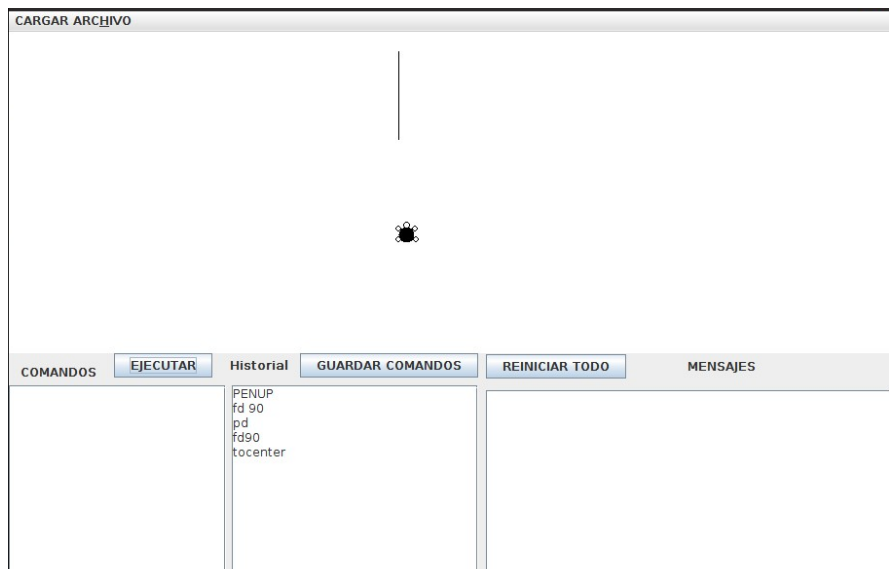 CARGAR ARCHIVO
COMANDOS
EJECUTAR
Historial
GUARDAR COMANDOS
REINICIAR TODO
MENSAJES
PENUP
fd 90
pd
fd90
tocenter